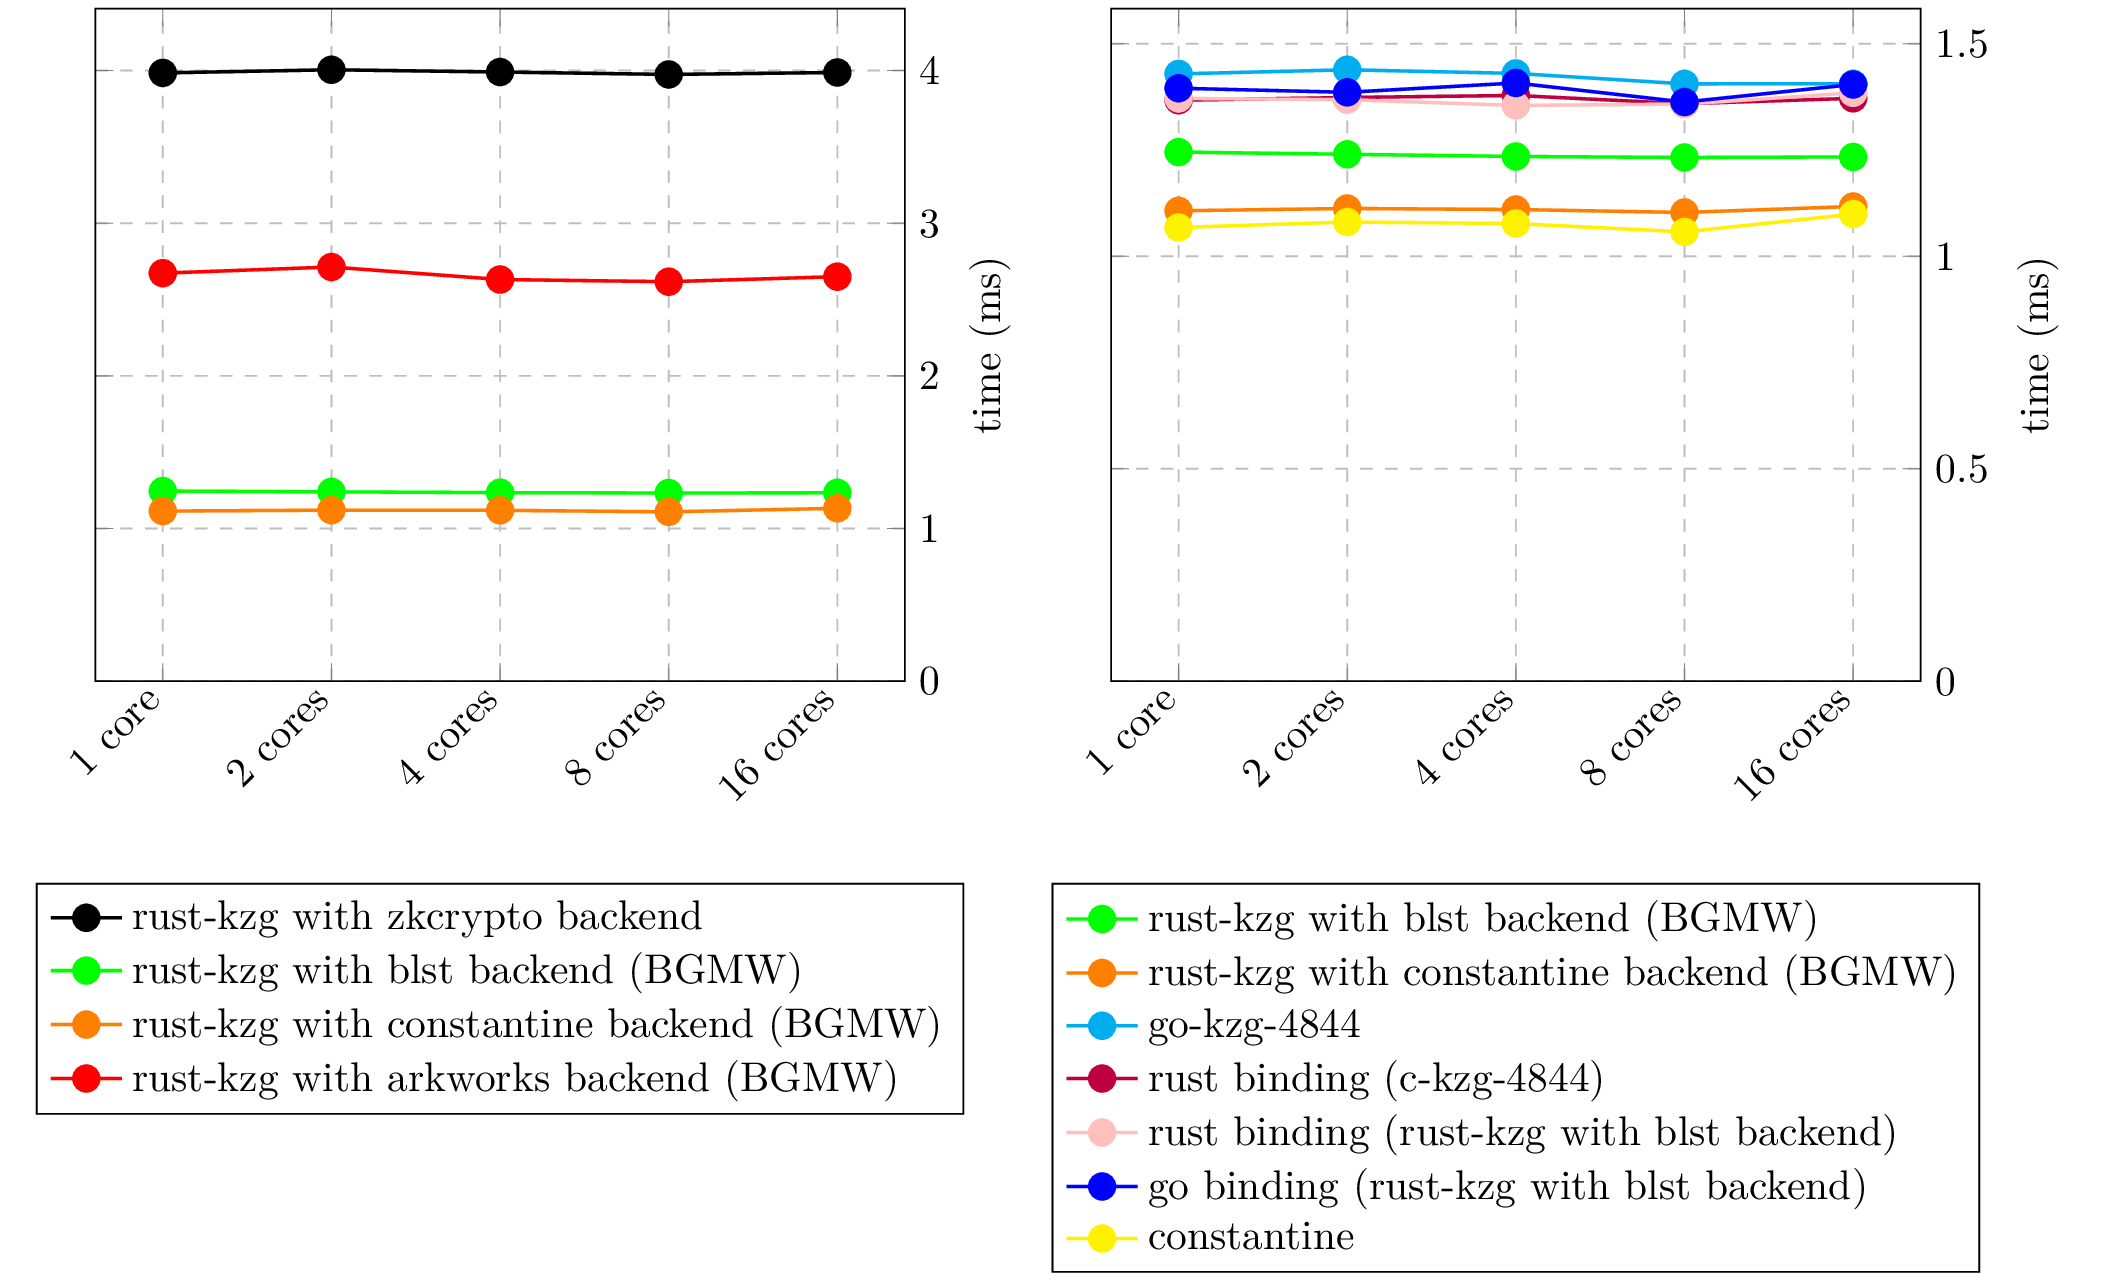 4
3
2
1
0
time (ms)
1 core
2 cores
4 cores
8 cores
16 cores
rust-kzg with zkcrypto backend
rust-kzg with blst backend (BGMW)
rust-kzg with constantine backend (BGMW)
rust-kzg with arkworks backend (BGMW)
1.5
1
0.5
0
time (ms)
1 core
2 cores
4 cores
8 cores
16 cores
rust-kzg with blst backend (BGMW)
rust-kzg with constantine backend (BGMW)
go-kzg-4844
rust binding (c-kzg-4844)
rust binding (rust-kzg with blst backend)
go binding (rust-kzg with blst backend)
constantine